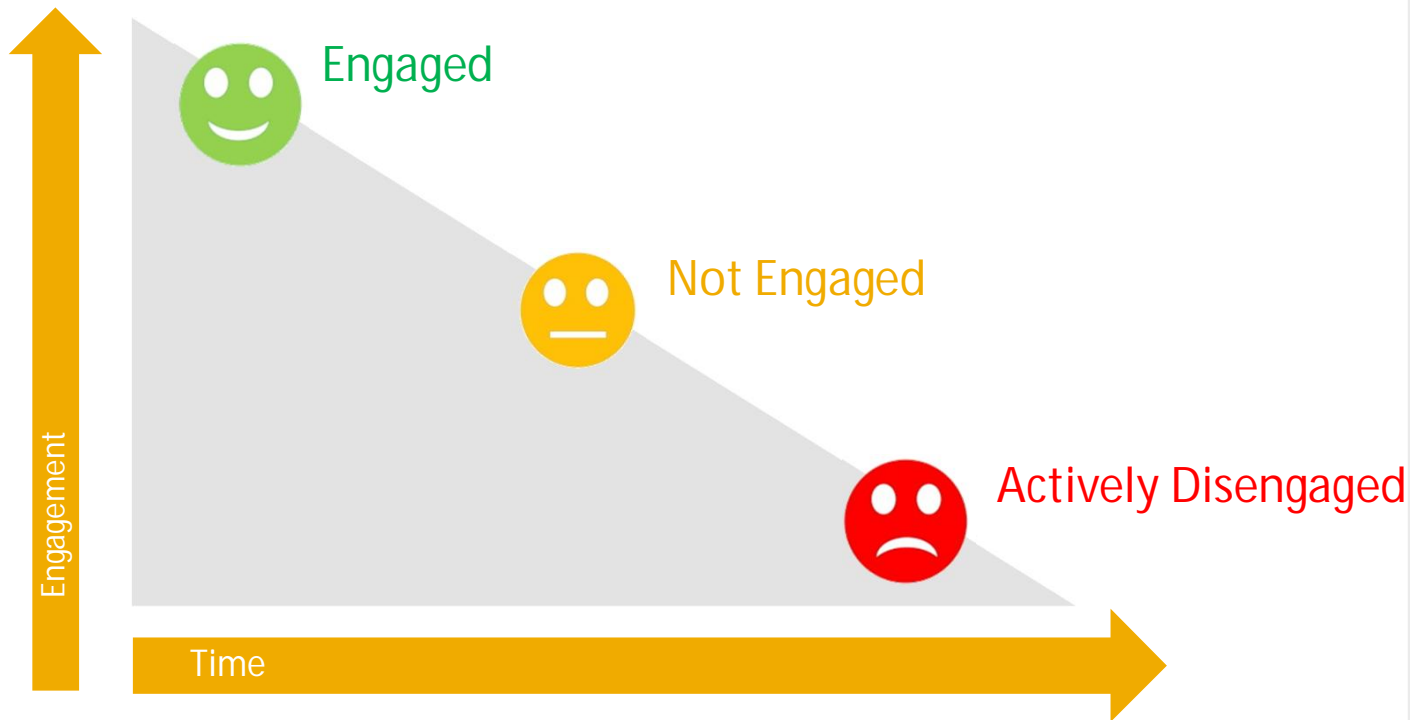 Engaged
Not Engaged
Actively Disengaged
Engagement
Time